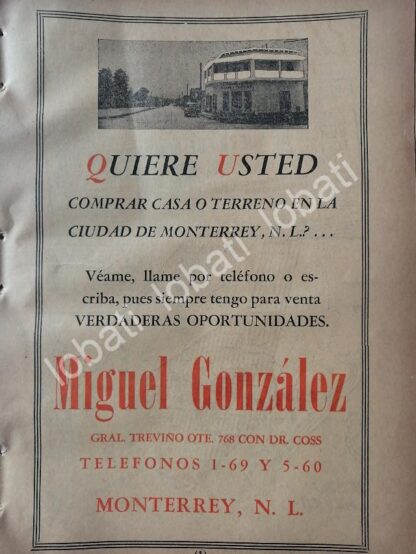 QUIERE USTED
COMPRAR CASA O TERRENO EN LA
CIUDAD DE MONTERREY, N. L.? . . .
Véame, llame por teléfono o es-
criba, pues siempre tengo para venta
VERDADERAS OPORTUNIDADES.
Miguel González
GRAL. TREVIÑO OTE. 768 CON DR. COSS
TELEFONOS 1-69 Y 5-60
MONTERREY, N. L.
lobati lobati lobati lobati